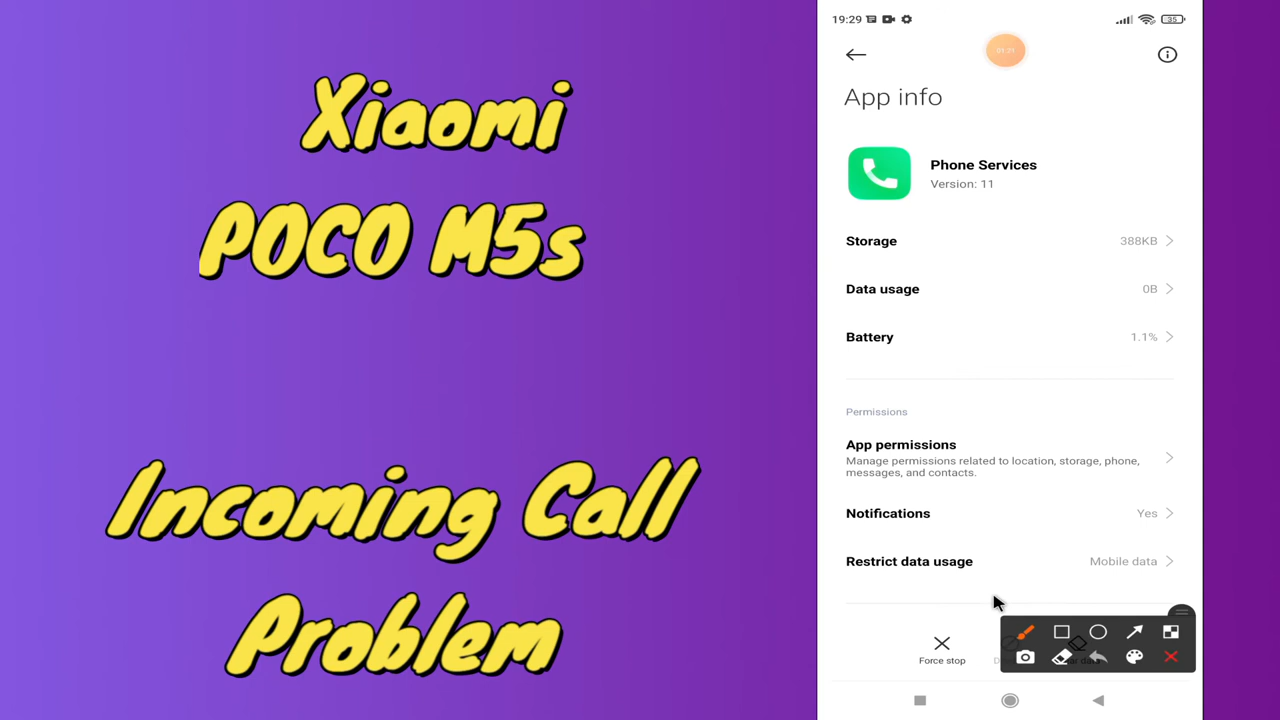 Xiaomi
POCO M5s
Incoming Call
Problem
19:29
35
App info
Phone Services
Version: 11
Storage 388KB
Data usage 0B
Battery 1.1%
Permissions
App permissions
Manage permissions related to location, storage, phone,
messages, and contacts.
Notifications Yes
Restrict data usage Mobile data
Force stop